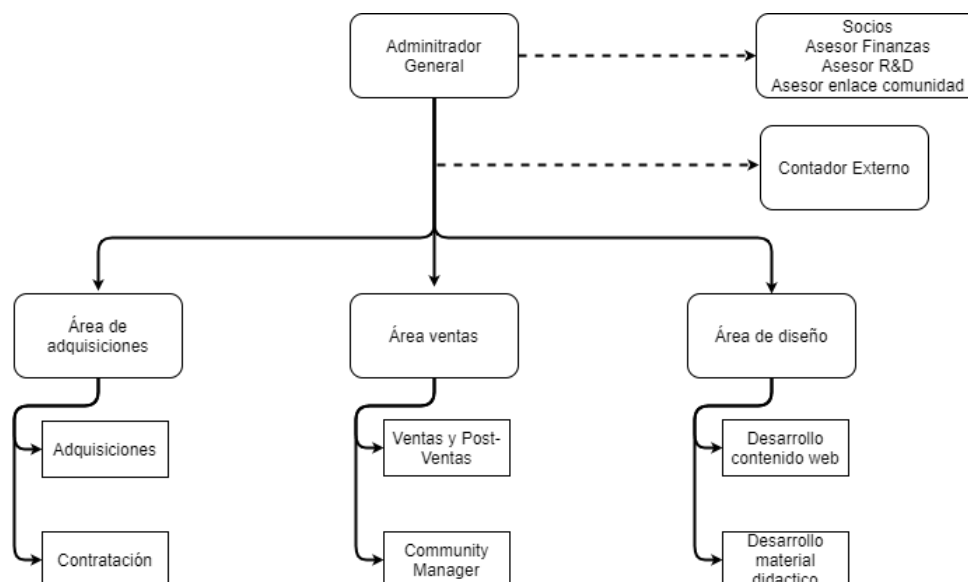 Adminitrador
General
Socios
Asesor Finanzas
Asesor R&D
Asesor enlace comunidad
Contador Externo
Área de
adquisiciones
Área ventas
Área de diseño
Adquisiciones
Ventas y Post-
Ventas
Desarrollo
contenido web
Contratación
Community
Manager
Desarrollo
material
didactico